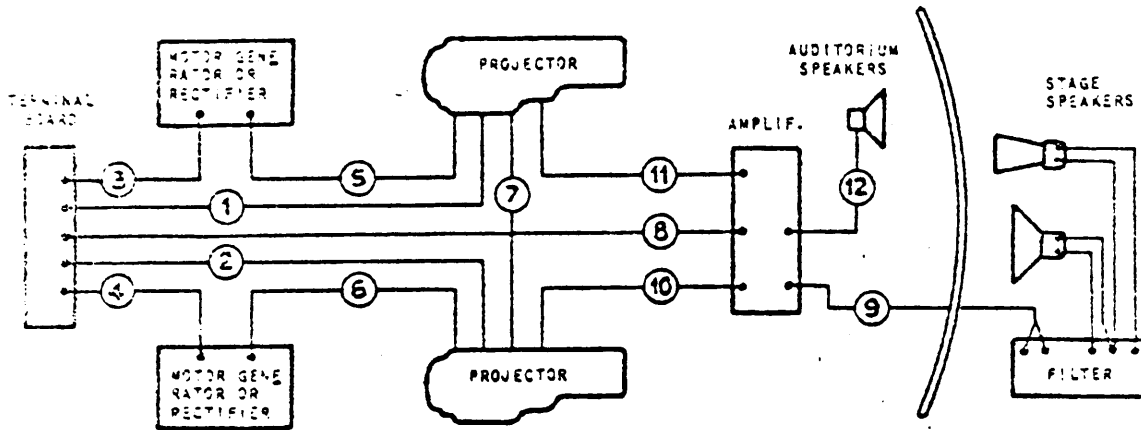 TERMINAL
BOARD
MOTOR GENE
RATOR OR
RECTIFIER
PROJECTOR
AUDITORIUM
SPEAKERS
STAGE
SPEAKERS
AMPLIF.
3
5
7
11
12
1
8
2
4
6
10
9
MOTOR GENE
RATOR OR
RECTIFIER
PROJECTOR
FILTER